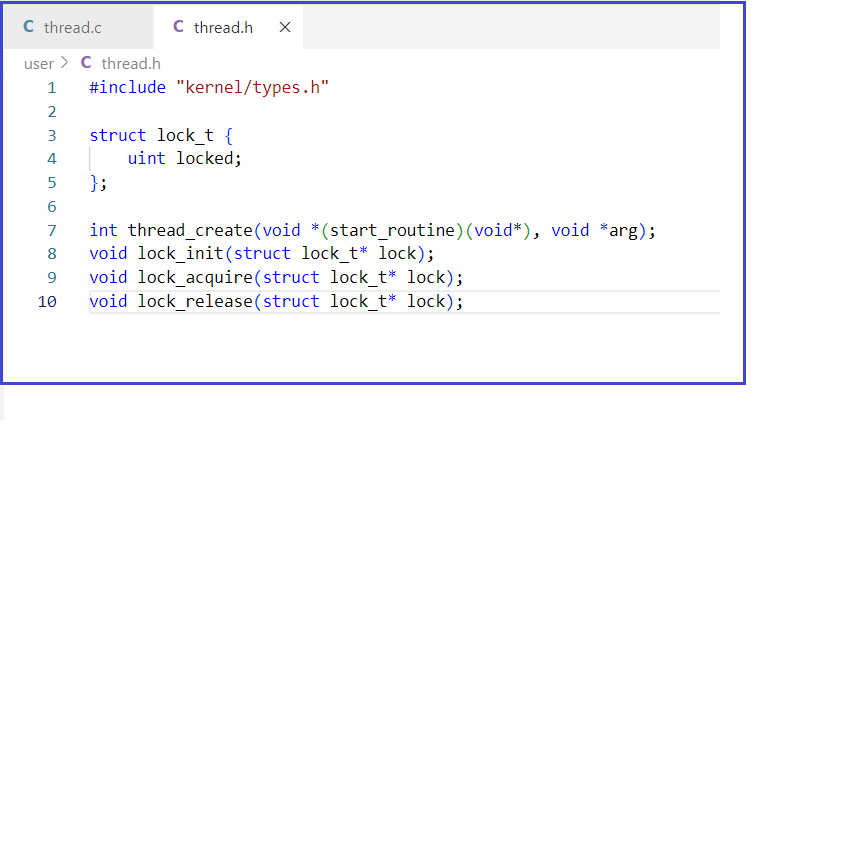 C thread.c C thread.h ×
user > C thread.h
1 #include "kernel/types.h"
2
3 struct lock_t {
4     uint locked;
5 };
6
7 int thread_create(void *(start_routine)(void*), void *arg);
8 void lock_init(struct lock_t* lock);
9 void lock_acquire(struct lock_t* lock);
10 void lock_release(struct lock_t* lock);